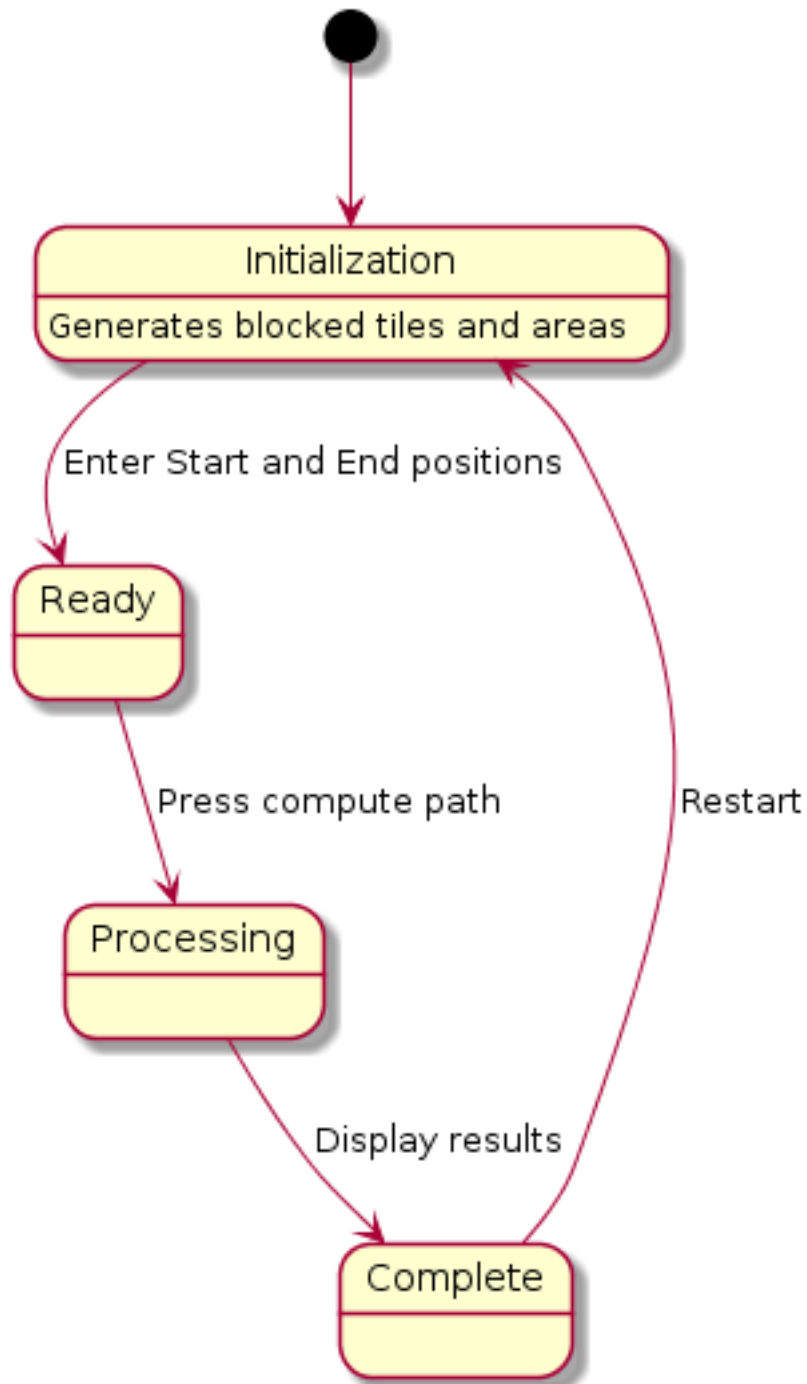 Initialization
Generates blocked tiles and areas
Enter Start and End positions
Ready
Press compute path
Restart
Processing
Display results
Complete